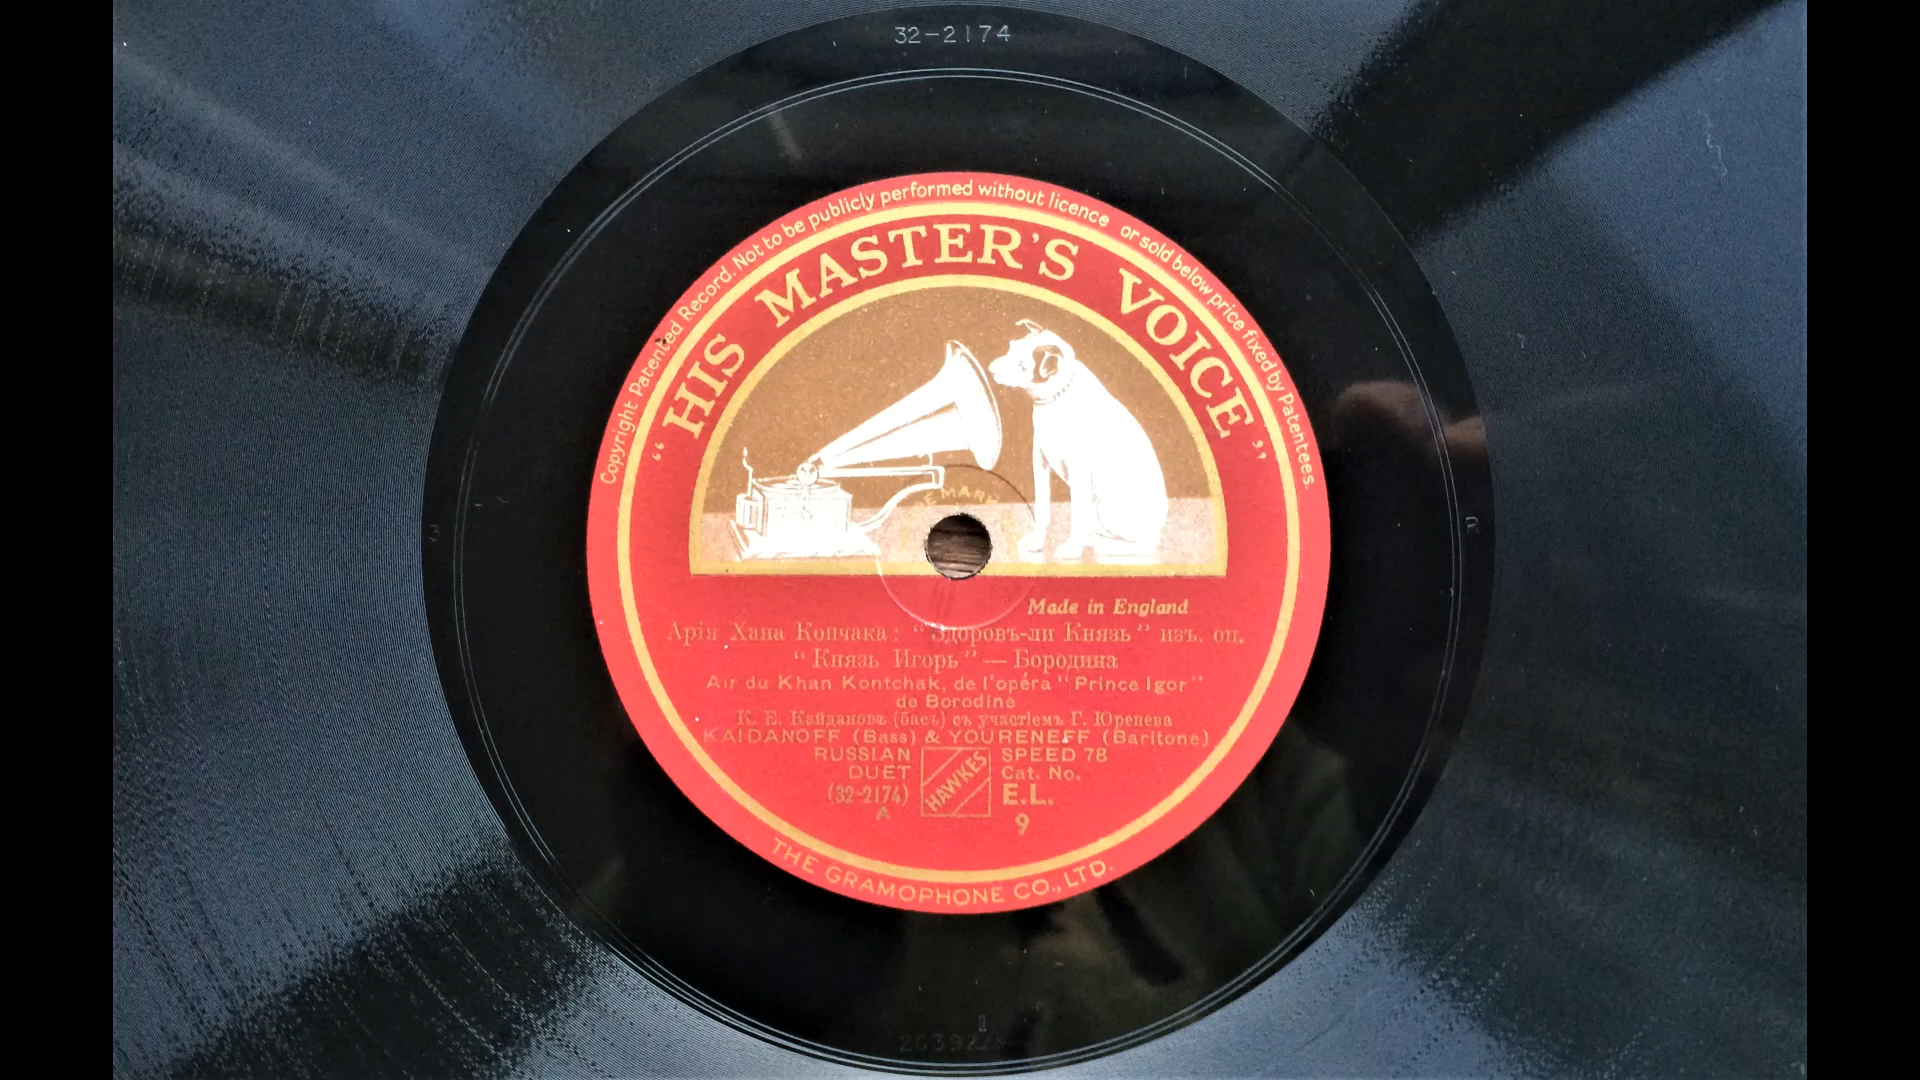 32-2174
Copyright Patented Record. Not to be publicly performed without licence or sold below price fixed by Patentees.
"HIS MASTER'S VOICE"
E MARK
Made in England
Арія Хана Кончака: "Здоровъ-ли Князь" изъ. оп.
"Князь Игорь" — Бородина
Air du Khan Kontchak, de l'opéra "Prince Igor"
de Borodine
К. Е. Кайдановъ (басъ) съ участіемъ Г. Юренева
KAIDANOFF (Bass) & YOURENEFF (Baritone)
RUSSIAN
DUET
(32-2174)
A
HAWKES
SPEED 78
Cat. No.
E.L.
9
THE GRAMOPHONE CO., LTD.
3
R